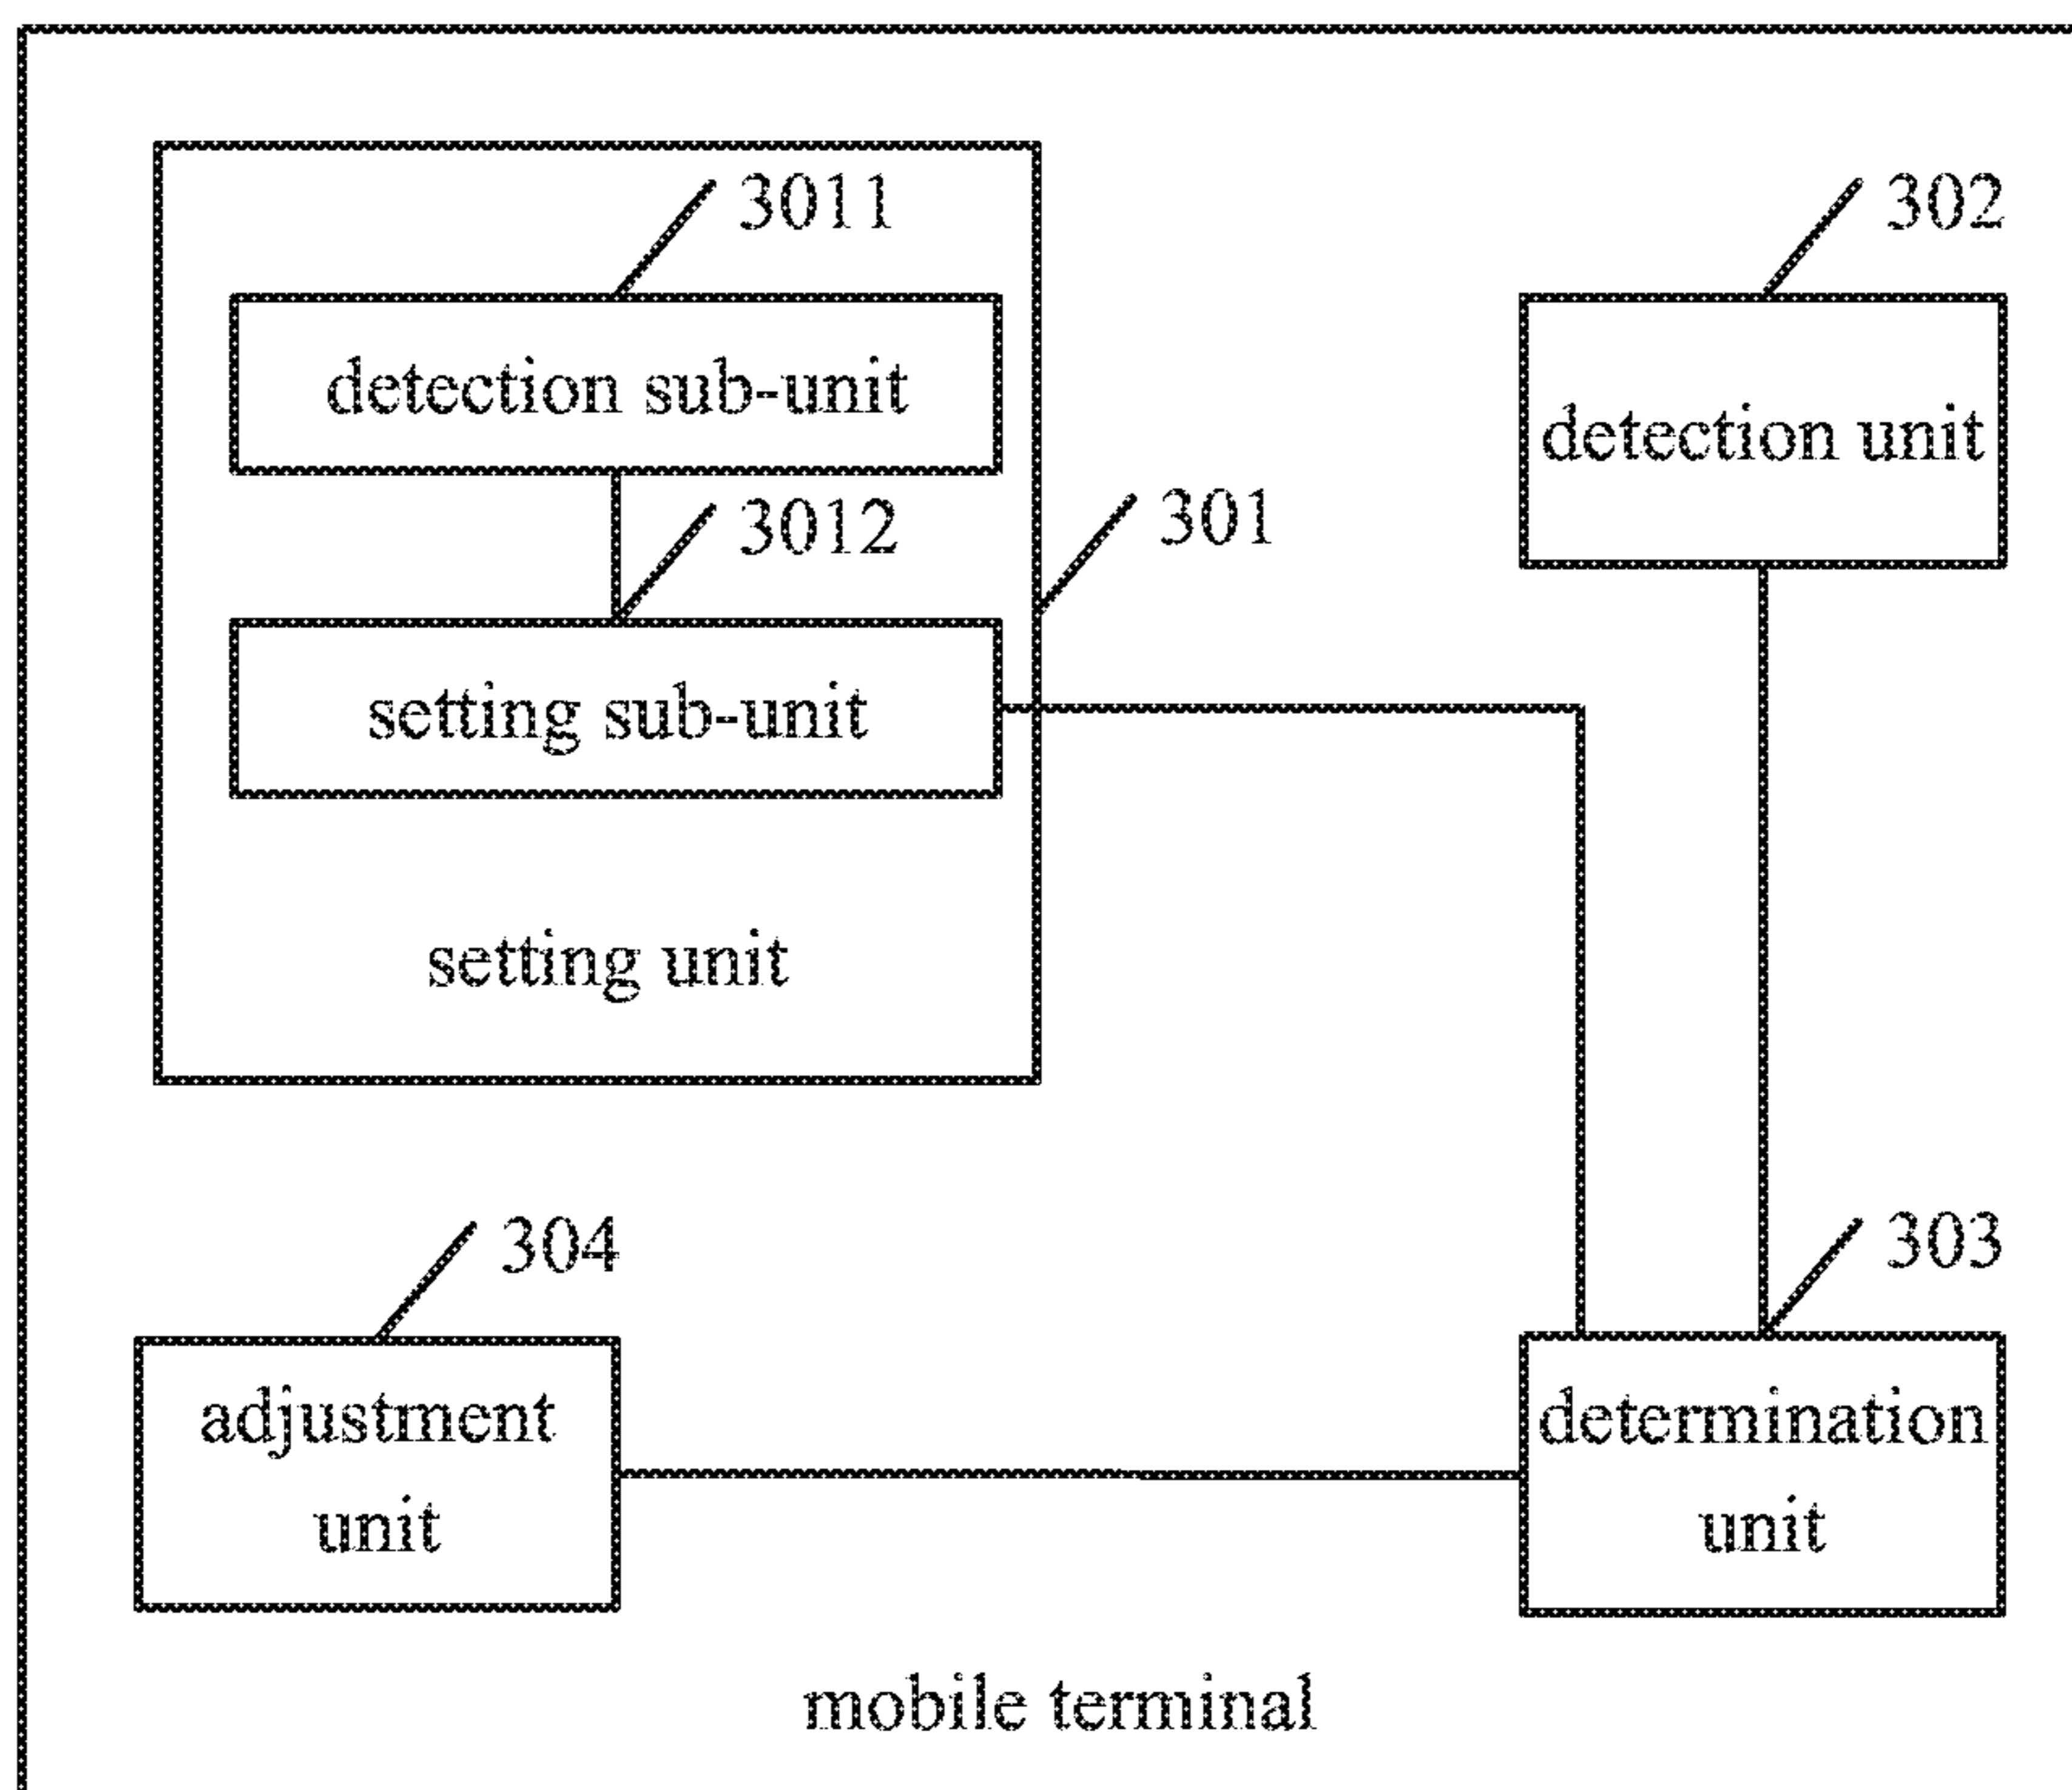 3011
302
detection sub-unit
detection unit
3012
301
setting sub-unit
setting unit
304
303
adjustment
unit
determination
unit
mobile terminal